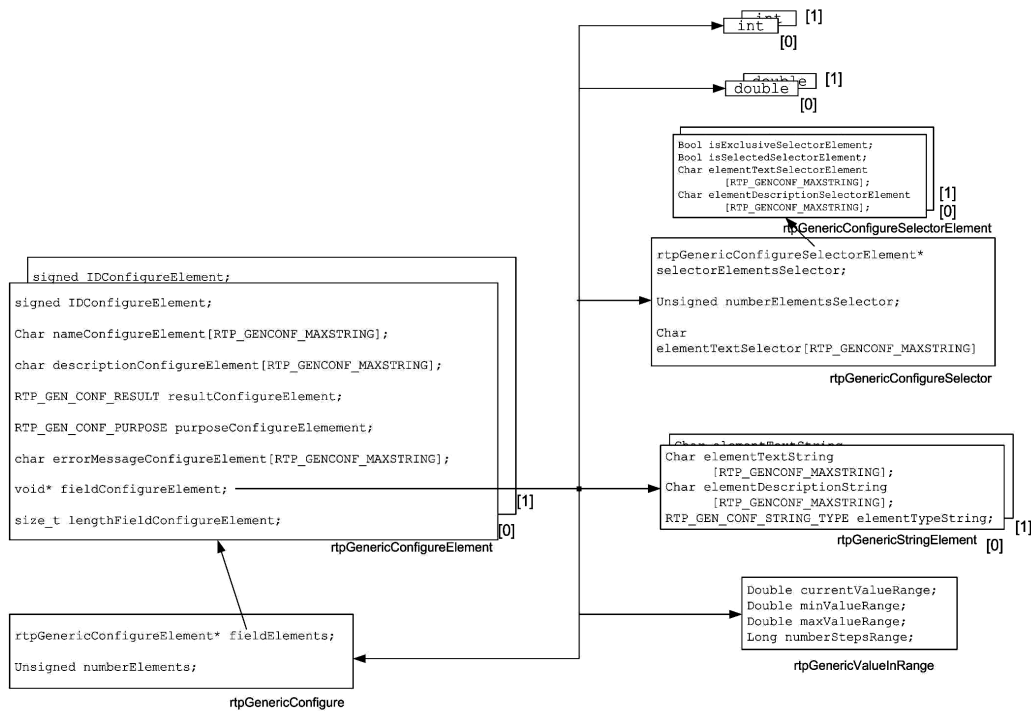 int
[1]
int
[0]
double
[1]
double
[0]
Bool isExclusiveSelectorElement;
Bool isSelectedSelectorElement;
Char elementTextSelectorElement
[RTP_GENCONF_MAXSTRING];
Char elementDescriptionSelectorElement
[RTP_GENCONF_MAXSTRING];
[1]
[0]
rtpGenericConfigureSelectorElement
rtpGenericConfigureSelectorElement*
selectorElementsSelector;
Unsigned numberElementsSelector;
Char
elementTextSelector[RTP_GENCONF_MAXSTRING]
rtpGenericConfigureSelector
signed IDConfigureElement;
signed IDConfigureElement;
Char nameConfigureElement[RTP_GENCONF_MAXSTRING];
char descriptionConfigureElement[RTP_GENCONF_MAXSTRING];
RTP_GEN_CONF_RESULT resultConfigureElement;
RTP_GEN_CONF_PURPOSE purposeConfigureElemement;
char errorMessageConfigureElement[RTP_GENCONF_MAXSTRING];
void* fieldConfigureElement;
size_t lengthFieldConfigureElement;
[1]
[0]
rtpGenericConfigureElement
Char elementTextString
Char elementTextString
[RTP_GENCONF_MAXSTRING];
Char elementDescriptionString
[RTP_GENCONF_MAXSTRING];
RTP_GEN_CONF_STRING_TYPE elementTypeString;
[1]
rtpGenericStringElement
[0]
Double currentValueRange;
Double minValueRange;
Double maxValueRange;
Long numberStepsRange;
rtpGenericValueInRange
rtpGenericConfigureElement* fieldElements;
Unsigned numberElements;
rtpGenericConfigure